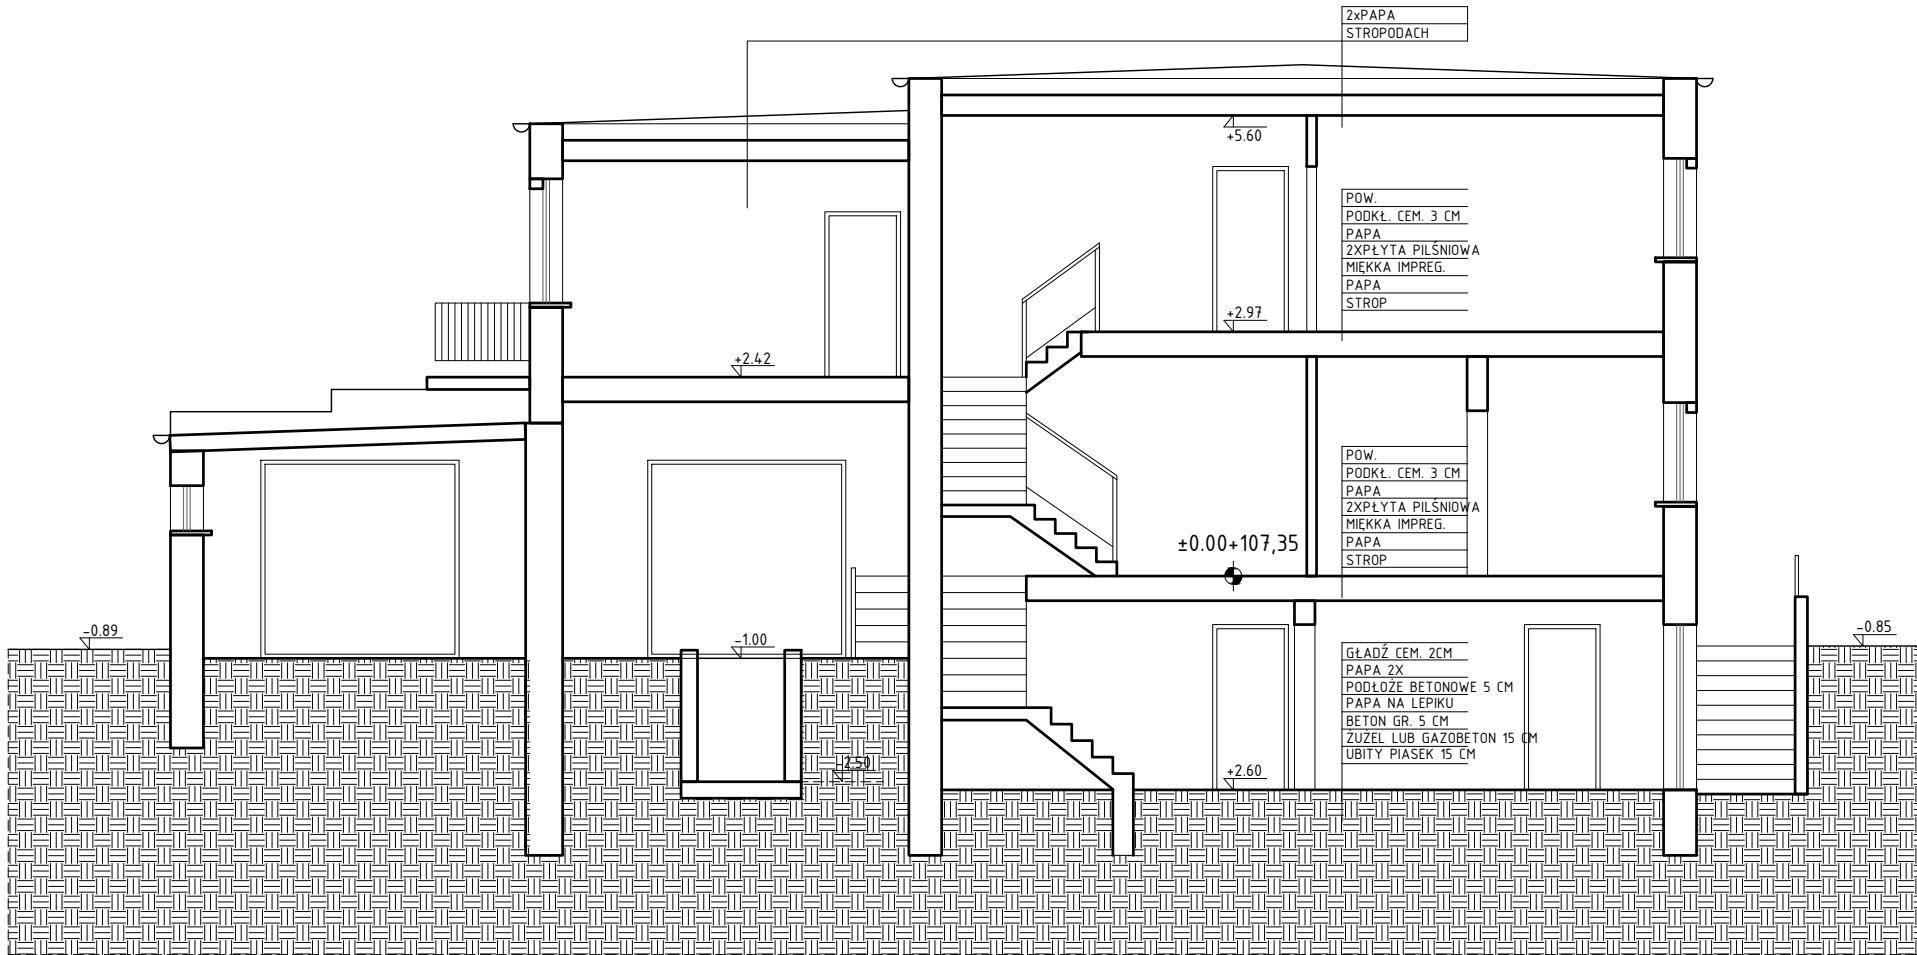 2xPAPA
STROPODACH
+5.60
POW.
PODKŁ. CEM. 3 CM
PAPA
2XPŁYTA PILŚNIOWA
MIĘKKA IMPREG.
PAPA
STROP
+2.97
+2.42
POW.
PODKŁ. CEM. 3 CM
PAPA
2XPŁYTA PILŚNIOWA
MIĘKKA IMPREG.
PAPA
STROP
±0.00+107,35
-0.89
-1.00
-0.85
GŁADŹ CEM. 2CM
PAPA 2X
PODŁOŻE BETONOWE 5 CM
PAPA NA LEPIKU
BETON GR. 5 CM
ŻUŻEL LUB GAZOBETON 15 CM
UBITY PIASEK 15 CM
-2.50
+2.60